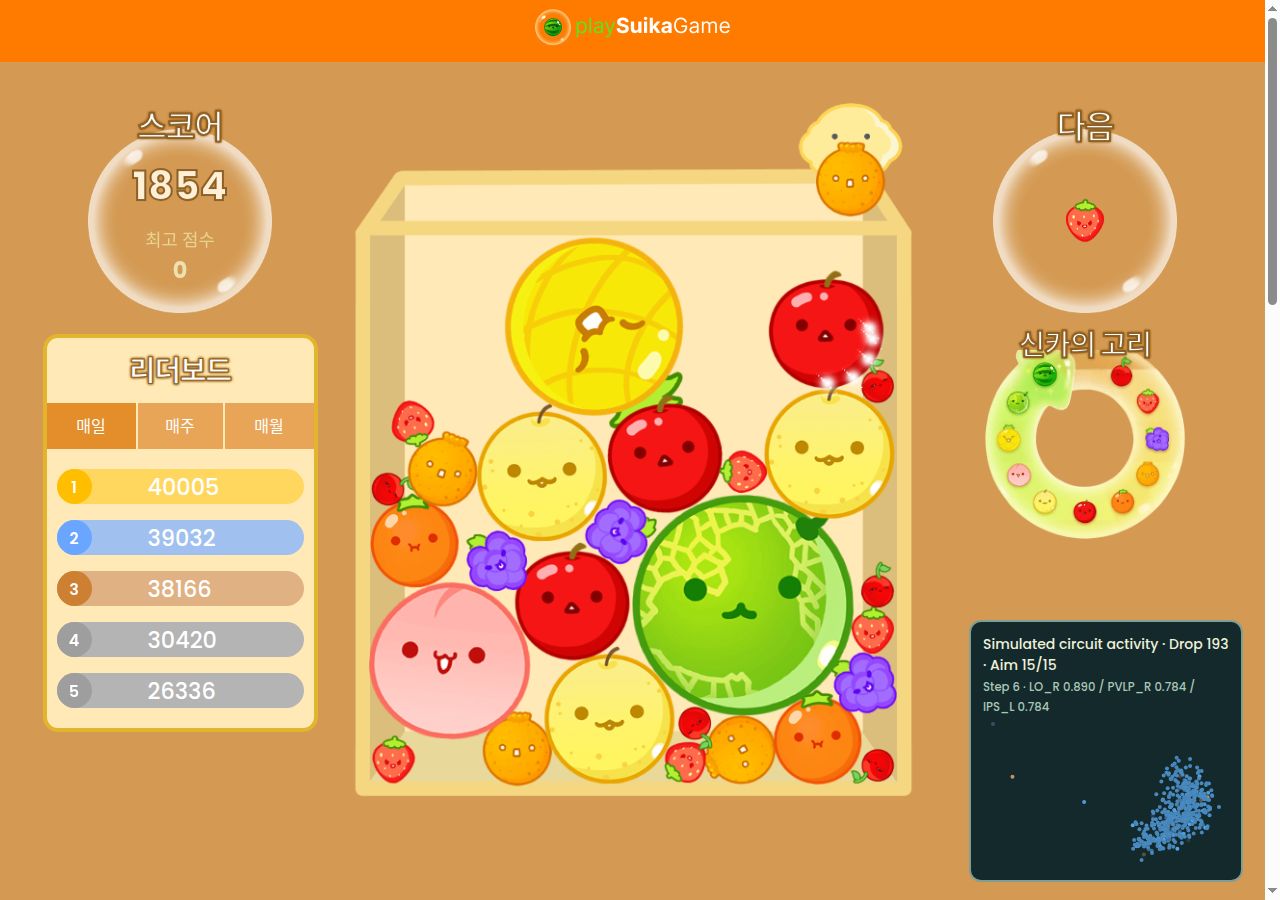 playSuikaGame
스코어
1854
최고 점수
0
다음
신카의 고리
리더보드
매일 매주 매월
1 40005
2 39032
3 38166
4 30420
5 26336
Simulated circuit activity · Drop 193
· Aim 15/15
Step 6 · LO_R 0.890 / PVLP_R 0.784 /
IPS_L 0.784